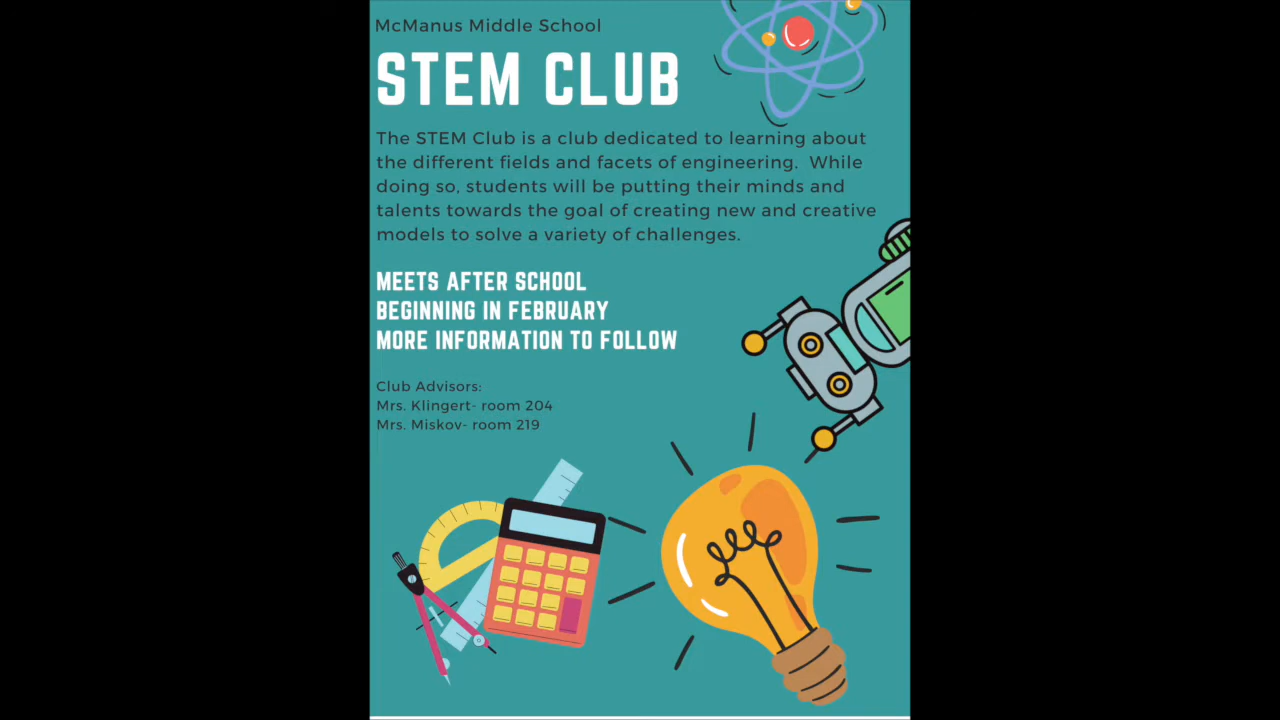 McManus Middle School
STEM CLUB
The STEM Club is a club dedicated to learning about
the different fields and facets of engineering.  While
doing so, students will be putting their minds and
talents towards the goal of creating new and creative
models to solve a variety of challenges.
MEETS AFTER SCHOOL
BEGINNING IN FEBRUARY
MORE INFORMATION TO FOLLOW
Club Advisors:
Mrs. Klingert- room 204
Mrs. Miskov- room 219